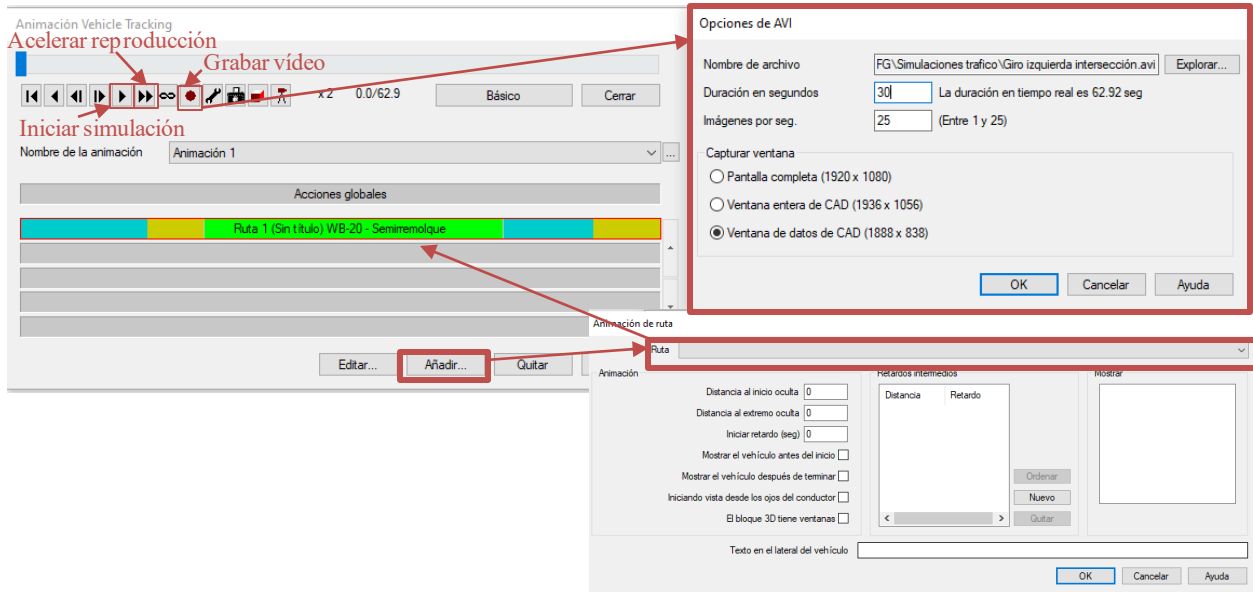 Animación Vehicle Tracking
Acelerar reproducción
Grabar vídeo
x 2 0.0/62.9 Básico Cerrar
Iniciar simulación
Nombre de la animación Animación 1 ...
Acciones globales
Ruta 1 (Sin título) WB-20 - Semirremolque
Editar... Añadir... Quitar
Opciones de AVI
Nombre de archivo FG\Simulaciones trafico\Giro izquierda intersección.avi Explorar...
Duración en segundos 30 La duración en tiempo real es 62.92 seg
Imágenes por seg. 25 (Entre 1 y 25)
Capturar ventana
Pantalla completa (1920 x 1080)
Ventana entera de CAD (1936 x 1056)
Ventana de datos de CAD (1888 x 838)
OK Cancelar Ayuda
Animación de ruta
Ruta
Animación Retardos intermedios Mostrar
Distancia al inicio oculta 0 Distancia Retardo
Distancia al extremo oculta 0
Iniciar retardo (seg) 0
Mostrar el vehículo antes del inicio
Mostrar el vehículo después de terminar Ordenar
Iniciando vista desde los ojos del conductor Nuevo
El bloque 3D tiene ventanas Quitar
Texto en el lateral del vehículo
OK Cancelar Ayuda